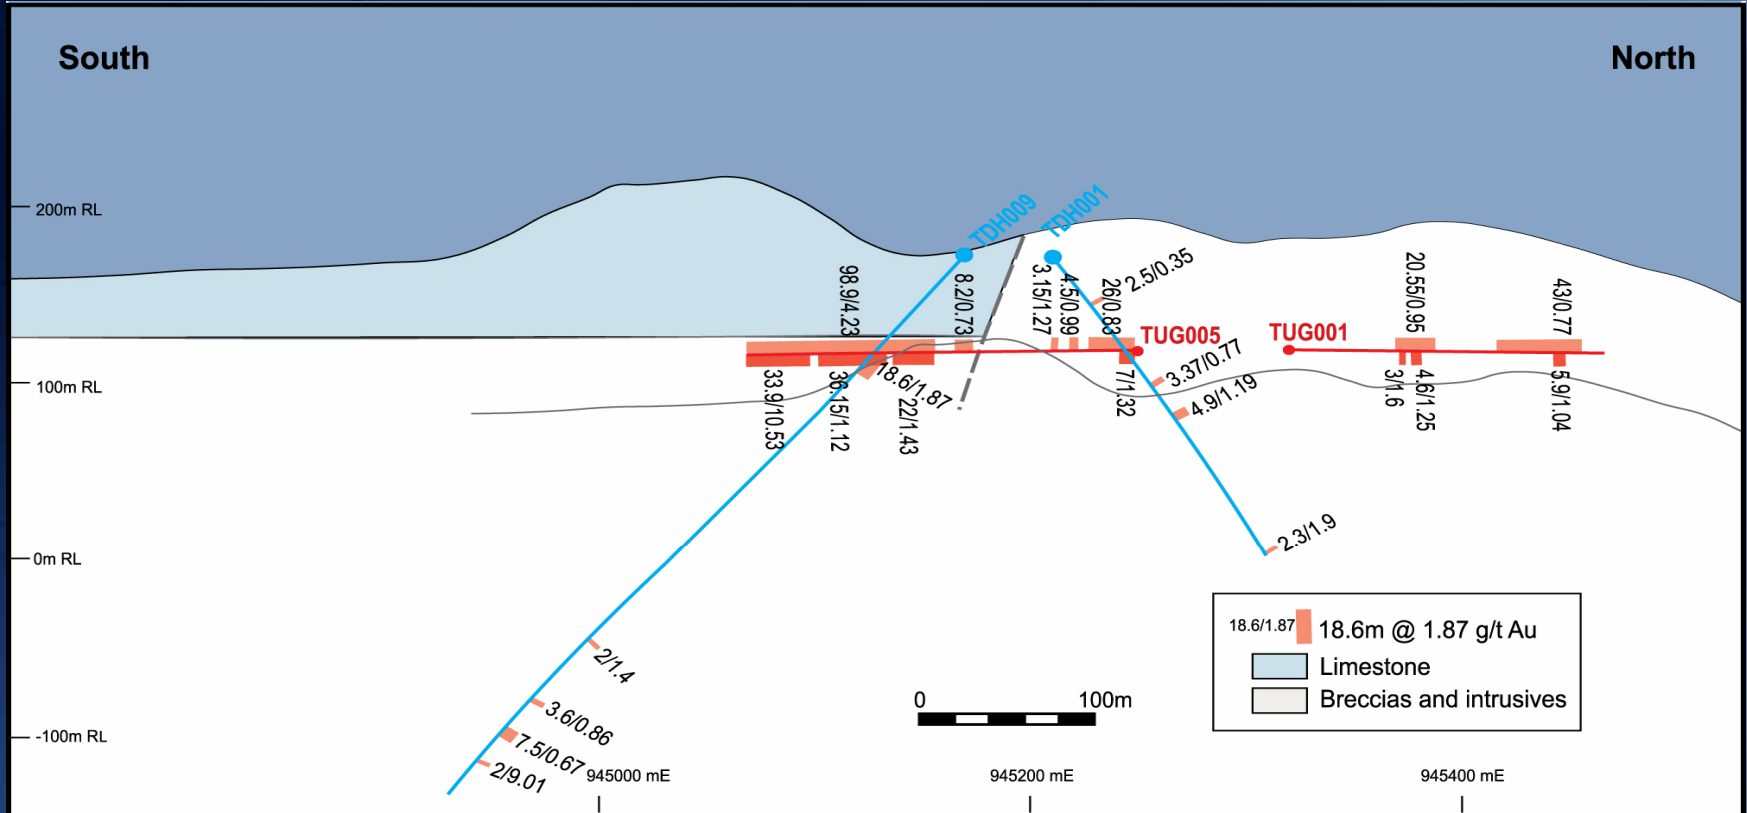 South
North
200m RL
100m RL
0m RL
-100m RL
TDH009
TDH001
98.9/4.23
8.2/0.73
3.15/1.27
4.5/0.99
26/0.83
2.5/0.35
20.55/0.95
43/0.77
TUG005
TUG001
33.9/10.53
36.15/1.12
18.6/1.87
22/1.43
7/1.32
3.37/0.77
4.9/1.19
3/1.6
4.6/1.25
5.9/1.04
2.3/1.9
2/1.4
3.6/0.86
7.5/0.67
2/9.01
0
100m
18.6/1.87
18.6m @ 1.87 g/t Au
Limestone
Breccias and intrusives
945000 mE
945200 mE
945400 mE